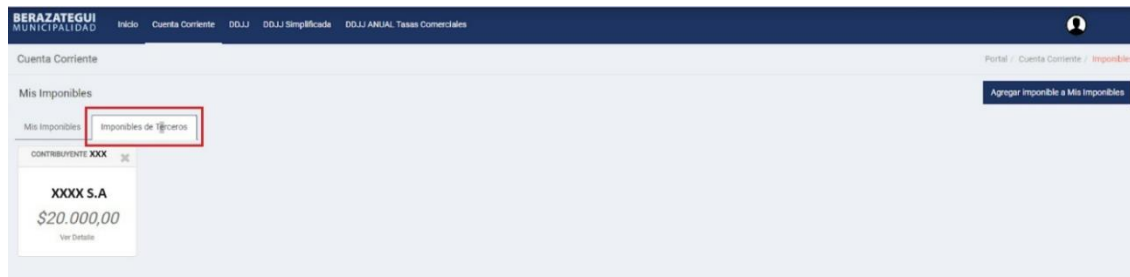 BERAZATEGUI
MUNICIPALIDAD
Inicio Cuenta Corriente DDJJ DDJJ Simplificada DDJJ ANUAL Tasas Comerciales
Cuenta Corriente Portal / Cuenta Corriente / Imponibles
Mis Imponibles Agregar Imponible a Mis Imponibles
Mis Imponibles Imponibles de Terceros
CONTRIBUYENTE XXX
XXXX S.A
$20.000,00
Ver Detalle